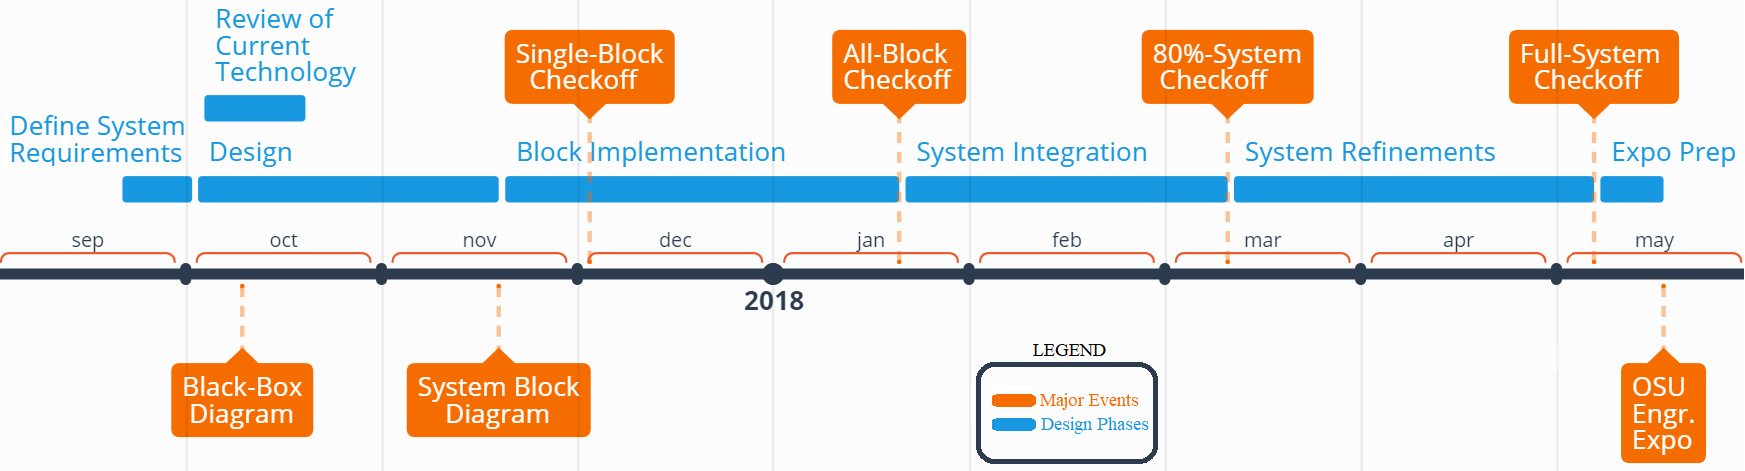 Review of
Current
Technology
Single-Block
Checkoff
All-Block
Checkoff
80%-System
Checkoff
Full-System
Checkoff
Define System
Requirements
Design
Block Implementation
System Integration
System Refinements
Expo Prep
sep
oct
nov
dec
jan
feb
mar
apr
may
2018
Black-Box
Diagram
System Block
Diagram
LEGEND
Major Events
Design Phases
OSU
Engr.
Expo